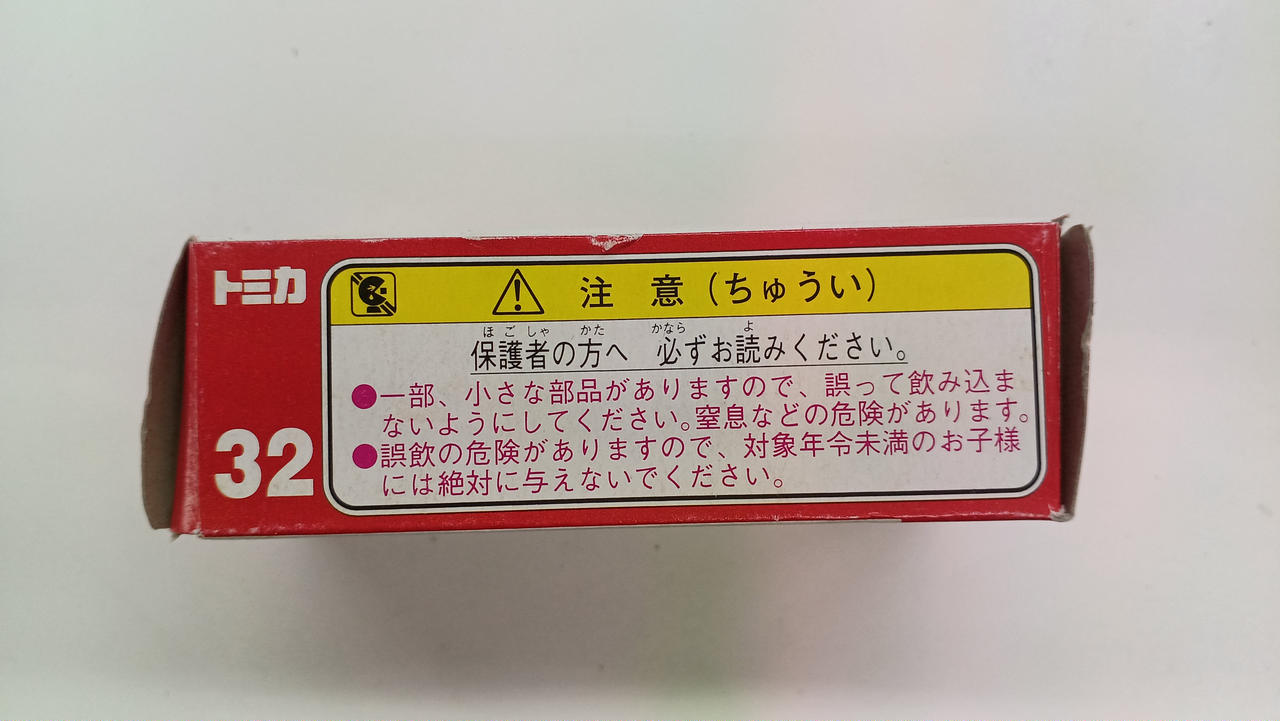 トミカ
32
注 意（ちゅうい）
ほごしゃ かた かなら よ
保護者の方へ 必ずお読みください。
●一部、小さな部品がありますので、誤って飲み込ま
ないようにしてください。窒息などの危険があります。
●誤飲の危険がありますので、対象年令未満のお子様
には絶対に与えないでください。